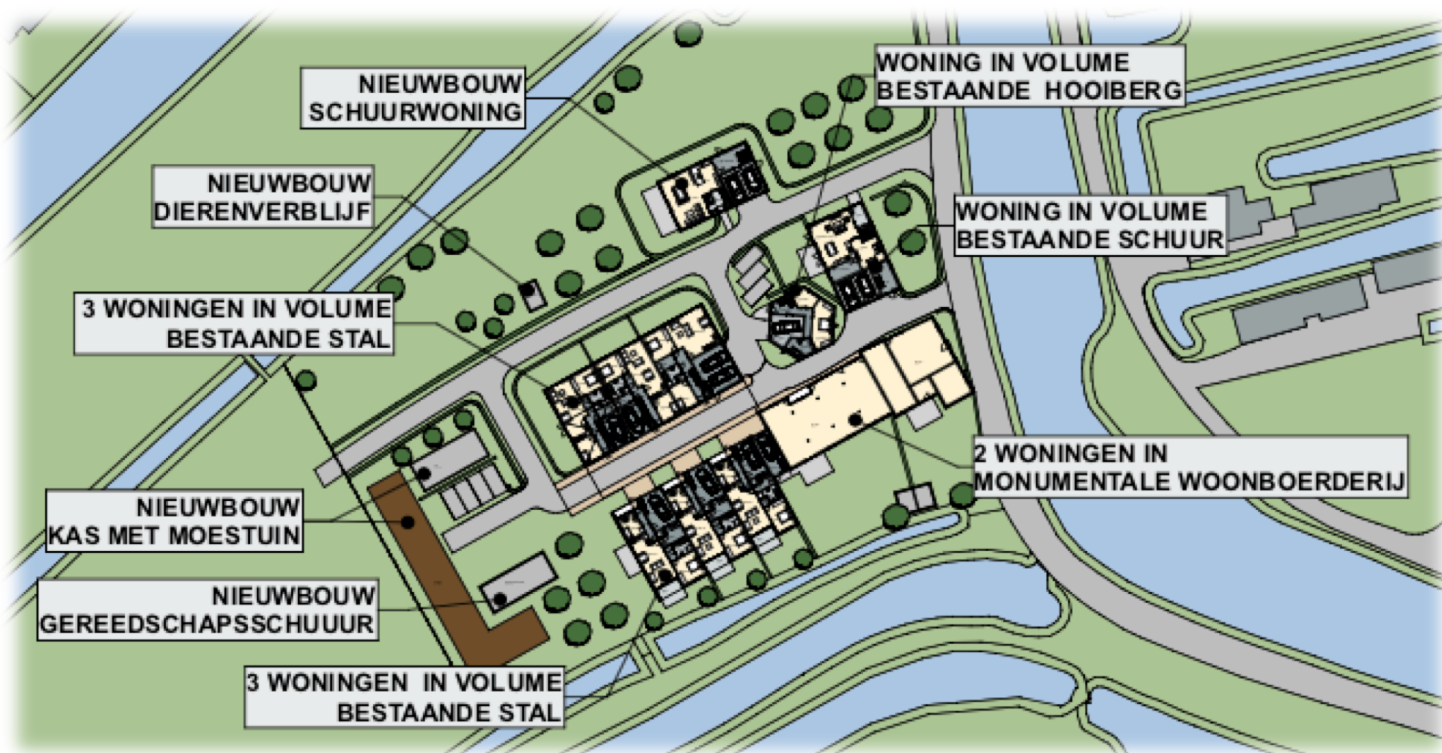 NIEUWBOUW
SCHUURWONING
WONING IN VOLUME
BESTAANDE HOOIBERG
NIEUWBOUW
DIERENVERBLIJF
WONING IN VOLUME
BESTAANDE SCHUUR
3 WONINGEN IN VOLUME
BESTAANDE STAL
2 WONINGEN IN
MONUMENTALE WOONBOERDERIJ
NIEUWBOUW
KAS MET MOESTUIN
NIEUWBOUW
GEREEDSCHAPSSCHUUUR
3 WONINGEN IN VOLUME
BESTAANDE STAL